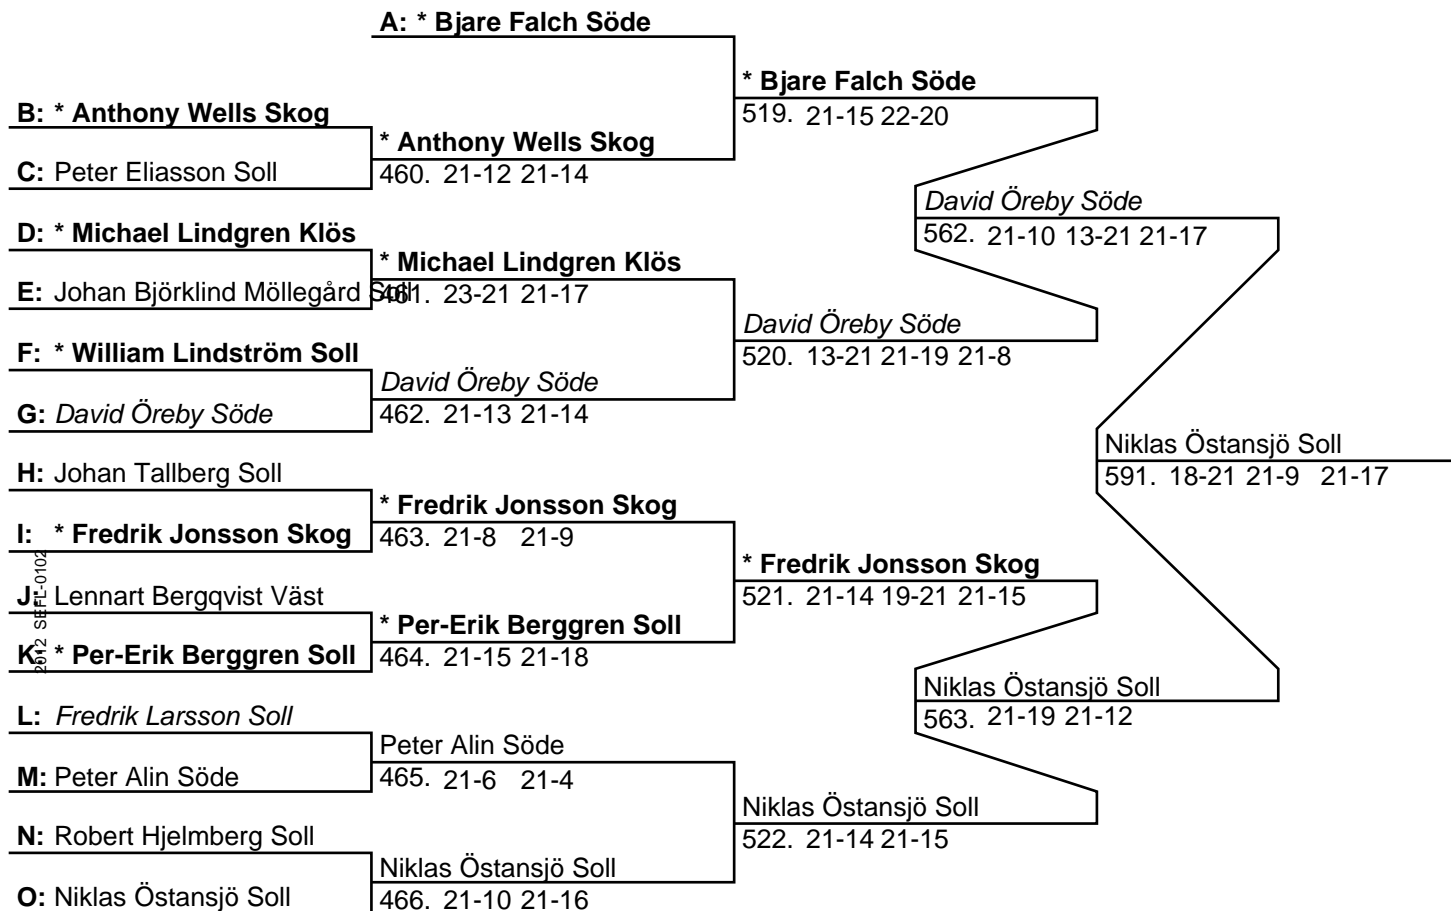 A: * Bjare Falch Söde
* Bjare Falch Söde
519. 21-15 22-20
B: * Anthony Wells Skog
* Anthony Wells Skog
460. 21-12 21-14
C: Peter Eliasson Soll
David Öreby Söde
562. 21-10 13-21 21-17
D: * Michael Lindgren Klös
* Michael Lindgren Klös
461. 23-21 21-17
E: Johan Björklind Möllegård Soll
David Öreby Söde
520. 13-21 21-19 21-8
F: * William Lindström Soll
David Öreby Söde
462. 21-13 21-14
G: David Öreby Söde
Niklas Östansjö Soll
591. 18-21 21-9 21-17
H: Johan Tallberg Soll
* Fredrik Jonsson Skog
463. 21-8 21-9
I: * Fredrik Jonsson Skog
* Fredrik Jonsson Skog
521. 21-14 19-21 21-15
J: Lennart Bergqvist Väst
* Per-Erik Berggren Soll
464. 21-15 21-18
K: * Per-Erik Berggren Soll
2012 SEFL-0102
Niklas Östansjö Soll
563. 21-19 21-12
L: Fredrik Larsson Soll
Peter Alin Söde
465. 21-6 21-4
M: Peter Alin Söde
Niklas Östansjö Soll
522. 21-14 21-15
N: Robert Hjelmberg Soll
Niklas Östansjö Soll
466. 21-10 21-16
O: Niklas Östansjö Soll